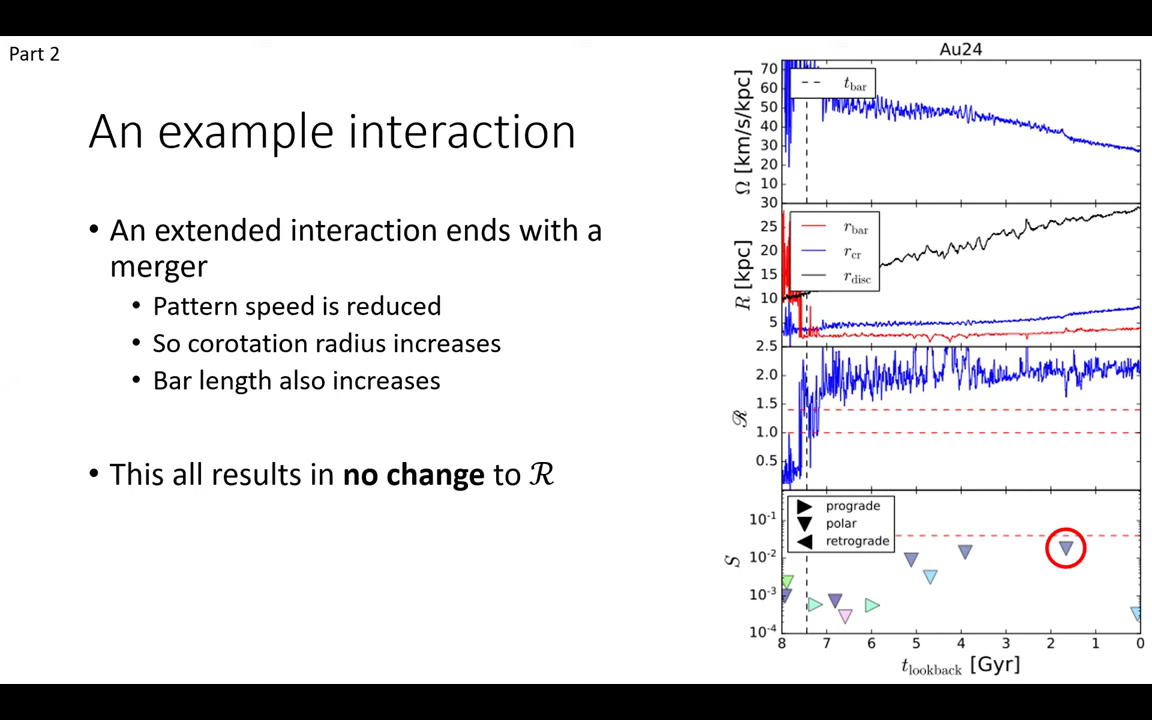 Part 2
An example interaction
• An extended interaction ends with a
merger
• Pattern speed is reduced
• So corotation radius increases
• Bar length also increases
• This all results in no change to ℛ
Au24
Ω [km/s/kpc]
70
60
50
40
30
20
10
t_bar
R [kpc]
30
25
20
15
10
5
r_bar
r_cr
r_disc
ℛ
2.5
2.0
1.5
1.0
0.5
S
10⁻¹
10⁻²
10⁻³
10⁻⁴
prograde
polar
retrograde
8 7 6 5 4 3 2 1 0
t_lookback [Gyr]